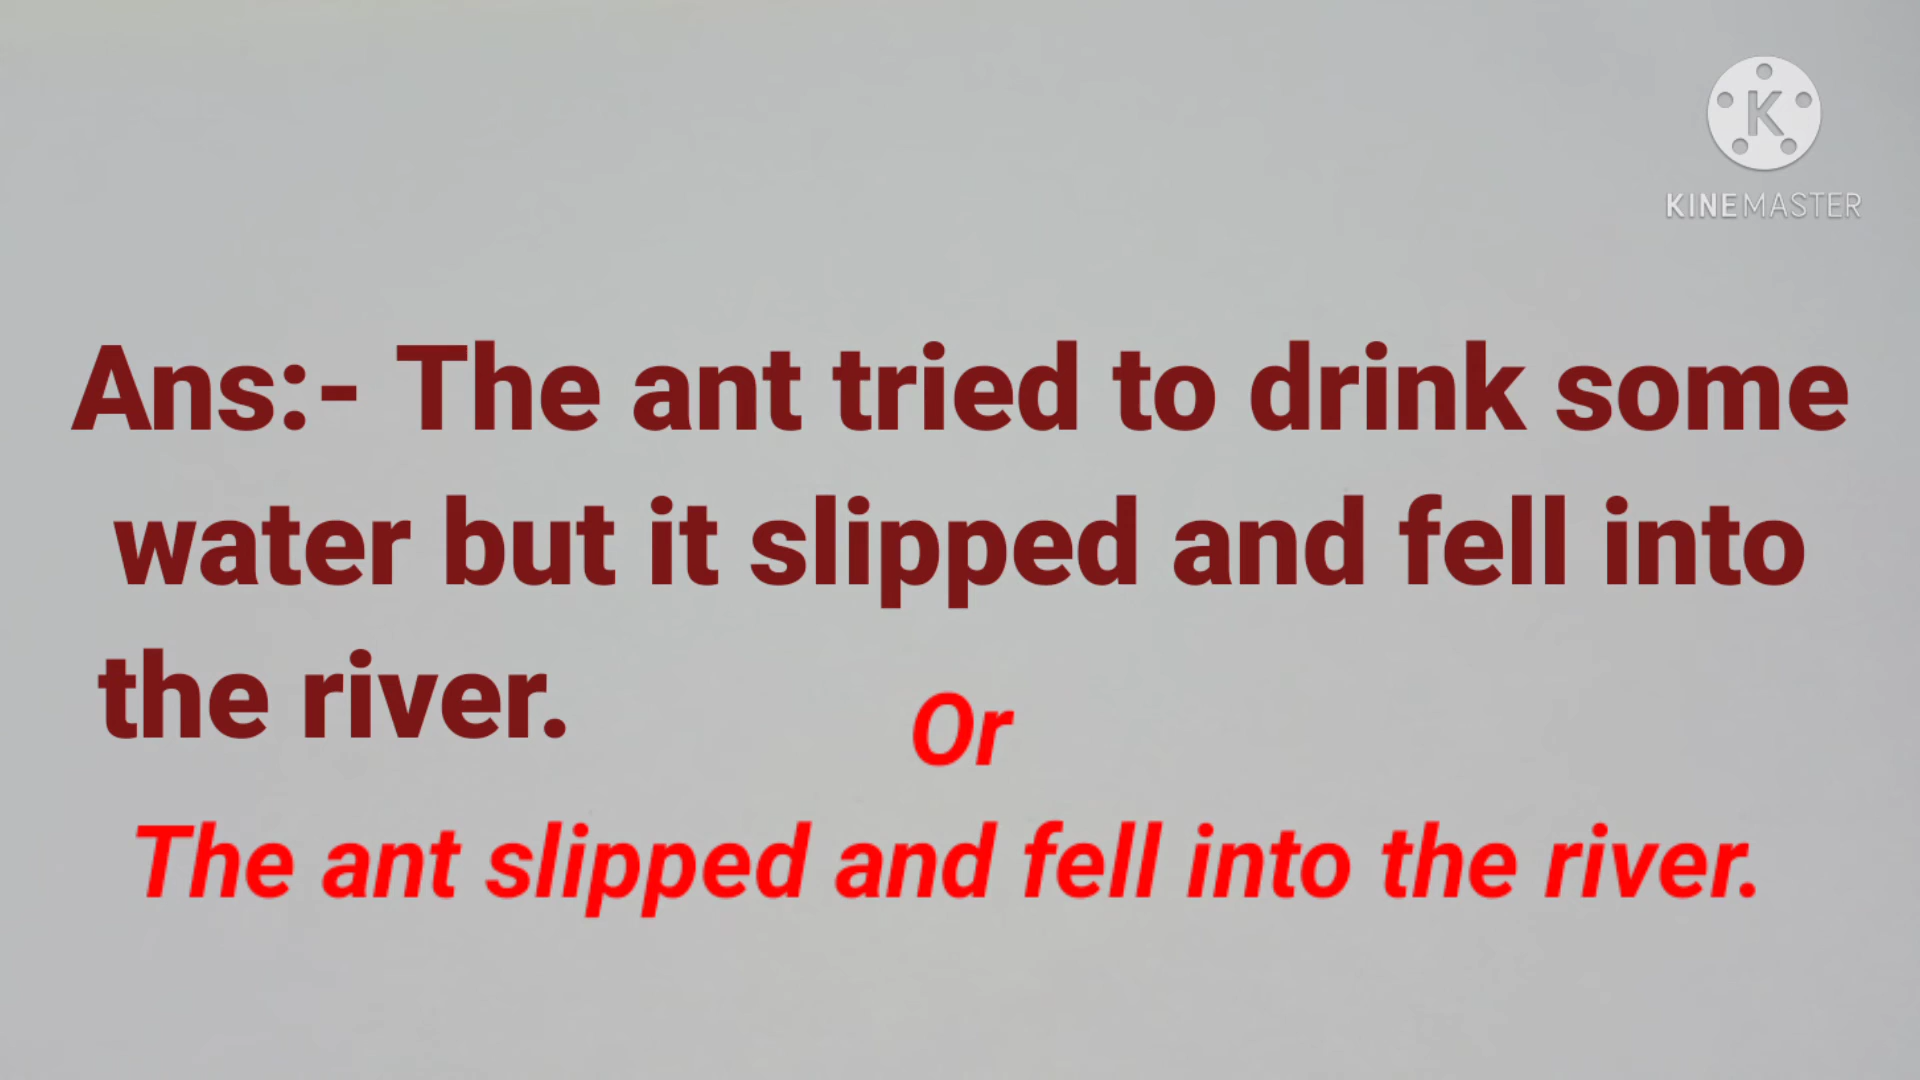 K
KINEMASTER
Ans:- The ant tried to drink some
water but it slipped and fell into
the river.
Or
The ant slipped and fell into the river.